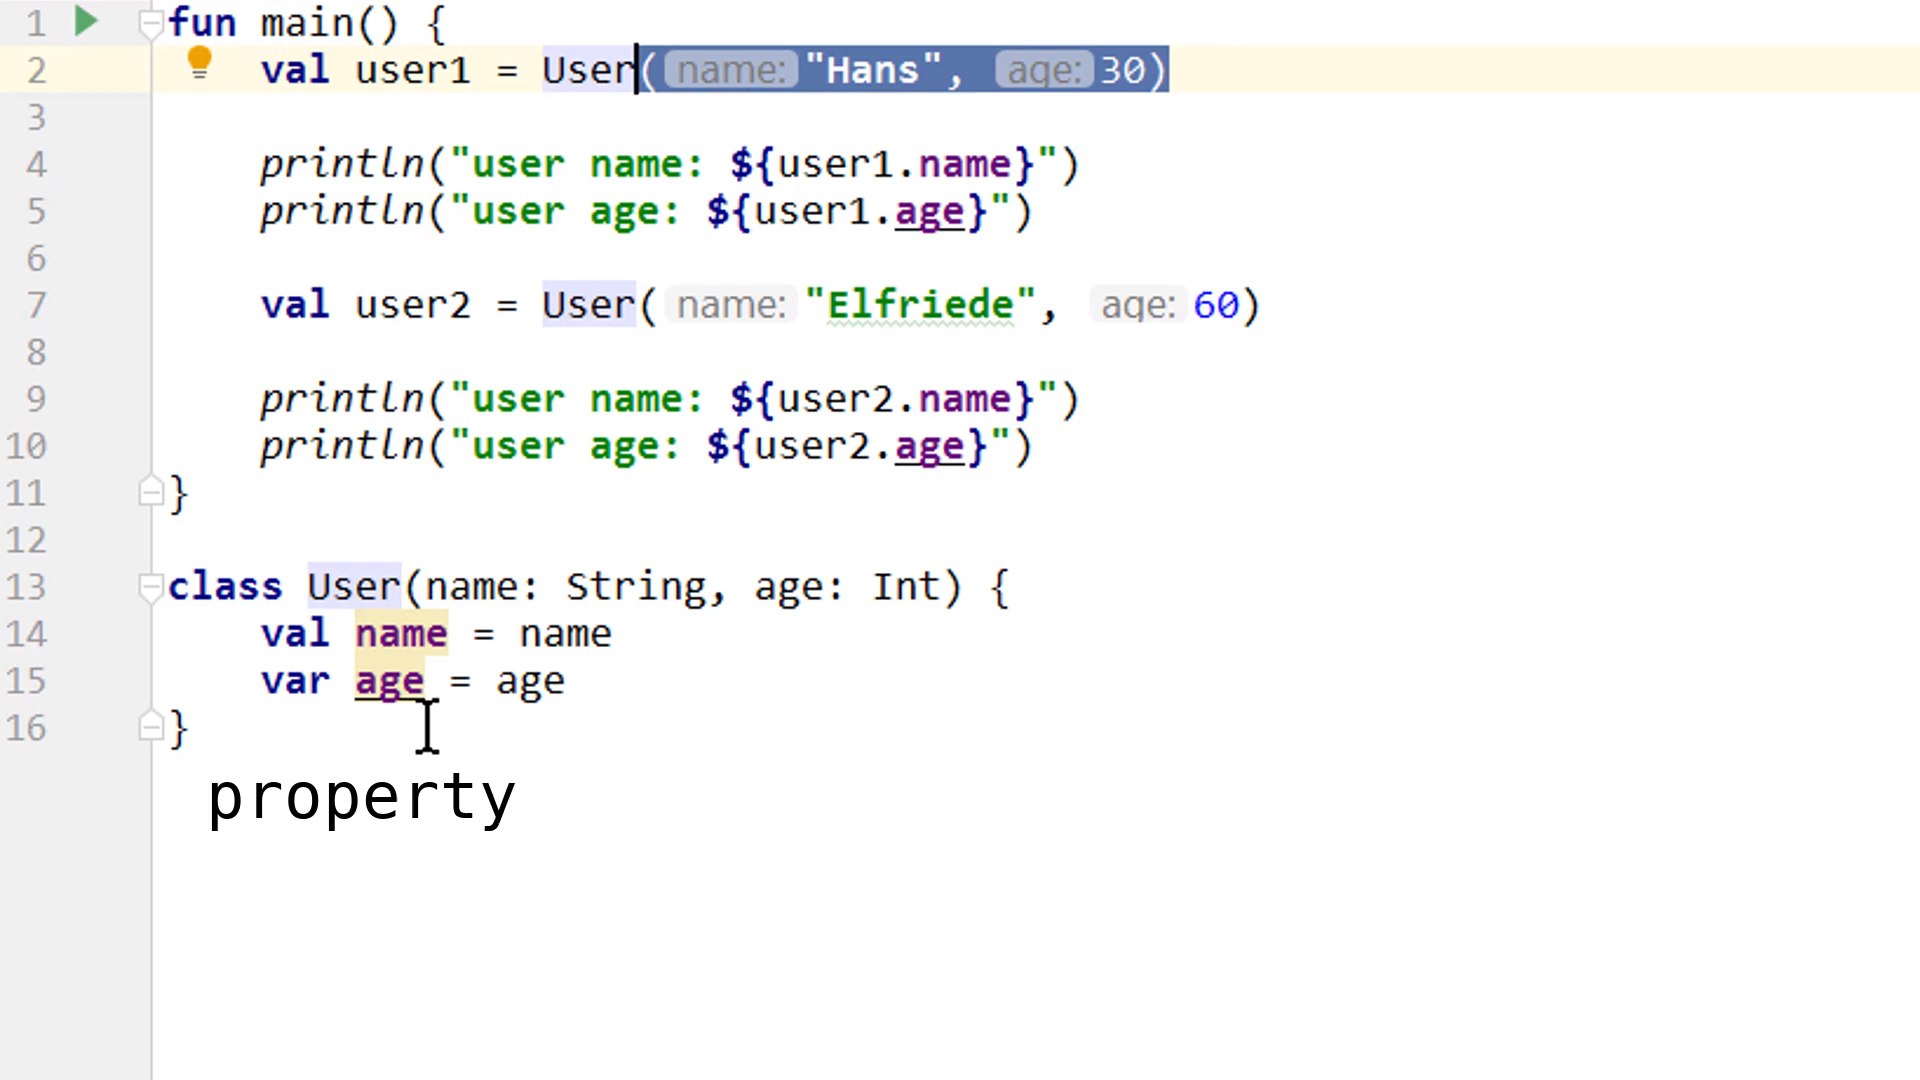 1 fun main() {
2 val user1 = User( name: "Hans", age: 30)
3
4 println("user name: ${user1.name}")
5 println("user age: ${user1.age}")
6
7 val user2 = User( name: "Elfriede", age: 60)
8
9 println("user name: ${user2.name}")
10 println("user age: ${user2.age}")
11 }
12
13 class User(name: String, age: Int) {
14 val name = name
15 var age = age
16 }
property